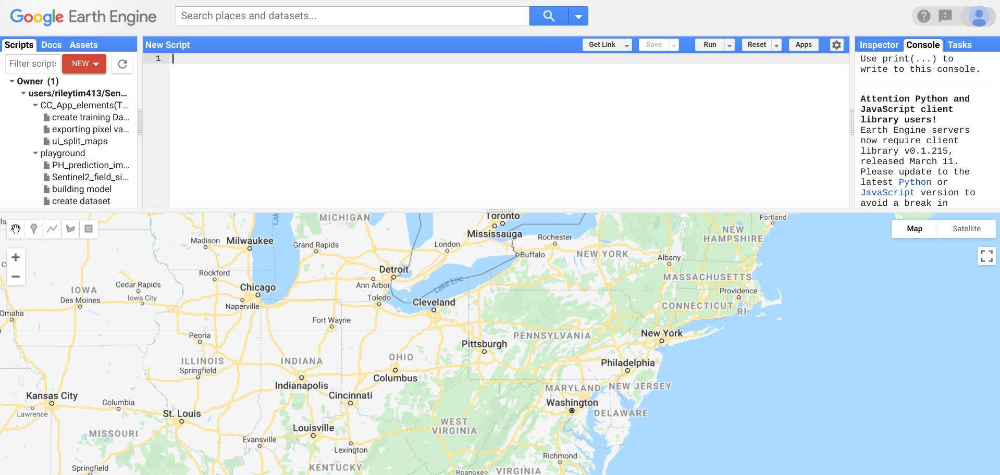 Google Earth Engine
Search places and datasets...
Scripts Docs Assets
Filter scripts NEW
Owner (1)
users/rileytim413/Sen...
CC_App_elements(T...
create training Da...
exporting pixel va...
ui_split_maps
playground
PH_prediction_im...
Sentinel2_field_si...
building model
create dataset
New Script Get Link Save Run Reset Apps
1
Inspector Console Tasks
Use print(...) to
write to this console.
Attention Python and
JavaScript client
library users!
Earth Engine servers
now require client
library v0.1.215,
released March 11.
Please update to the
latest Python or
JavaScript version to
avoid a break in
Map Satellite
MICHIGAN
Toronto
Mississauga
Portland
NEW
HAMPSHIRE
Madison
Milwaukee
Grand Rapids
London
Rochester
Buffalo
NEW YORK
Albany
Rockford
Detroit
MASSACHUSETTS
Cedar Rapids
Chicago
Ann Arbor
Lake Erie
Lake
IOWA
Iowa City
Des Moines
Naperville
Toledo
Cleveland
Providence
CONNECTICUT
RI
Omaha
Fort Wayne
Peoria
PENNSYLVANIA
New York
Pittsburgh
ILLINOIS
Springfield
INDIANA
OHIO
Philadelphia
Columbus
Indianapolis
Kansas City
Columbia
Cincinnati
MARYLAND
NEW JERSEY
Washington
Lawrence
St. Louis
DELAWARE
MISSOURI
Louisville
WEST
VIRGINIA
Evansville
Lexington
Springfield
KENTUCKY
Richmond
Roanoke
VIRGINIA